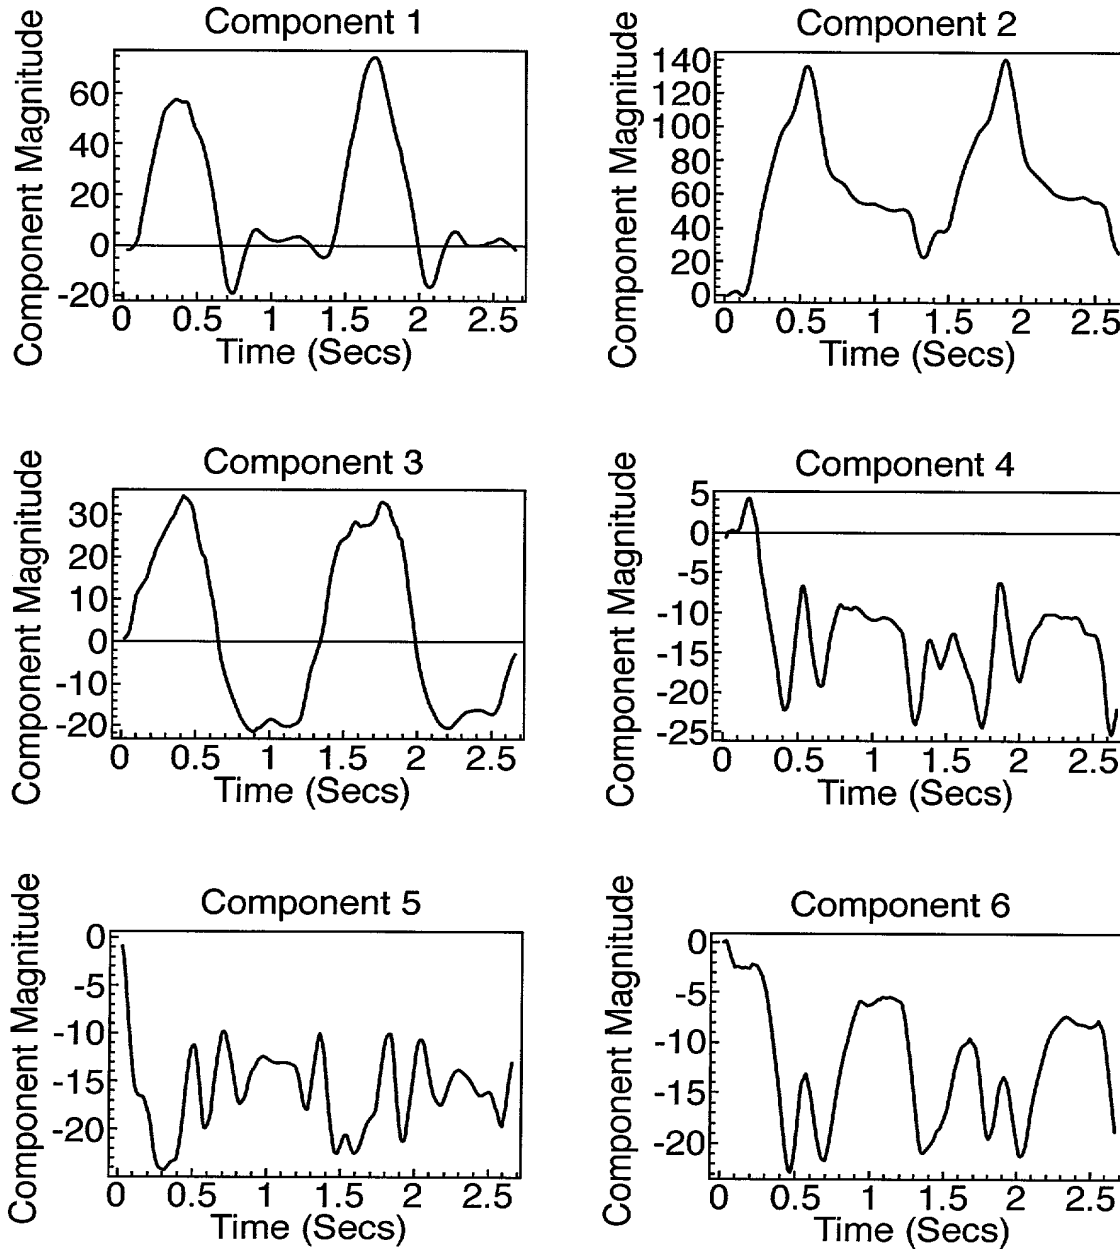 Component 1
Component Magnitude
60
40
20
0
-20
0 0.5 1 1.5 2 2.5
Time (Secs)
Component 2
Component Magnitude
140
120
100
80
60
40
20
0
0 0.5 1 1.5 2 2.5
Time (Secs)
Component 3
Component Magnitude
30
20
10
0
-10
-20
0 0.5 1 1.5 2 2.5
Time (Secs)
Component 4
Component Magnitude
5
0
-5
-10
-15
-20
-25
0 0.5 1 1.5 2 2.5
Time (Secs)
Component 5
Component Magnitude
0
-5
-10
-15
-20
0 0.5 1 1.5 2 2.5
Time (Secs)
Component 6
Component Magnitude
0
-5
-10
-15
-20
0 0.5 1 1.5 2 2.5
Time (Secs)